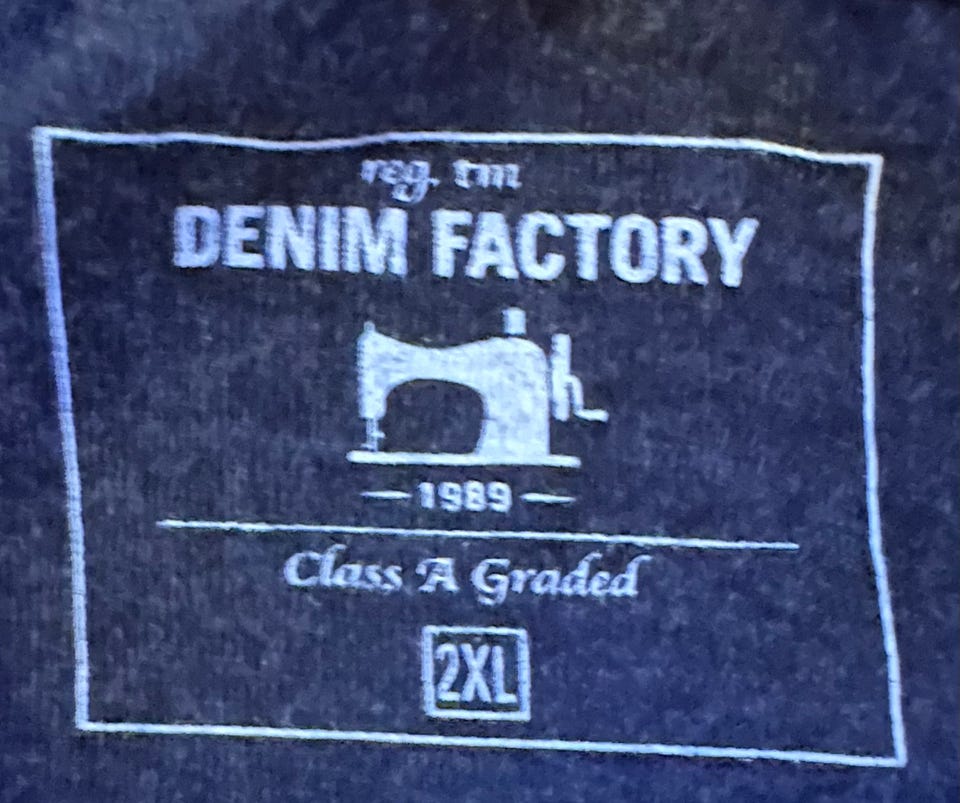 reg. tm
DENIM FACTORY
— 1989 —
Class A Graded
2XL